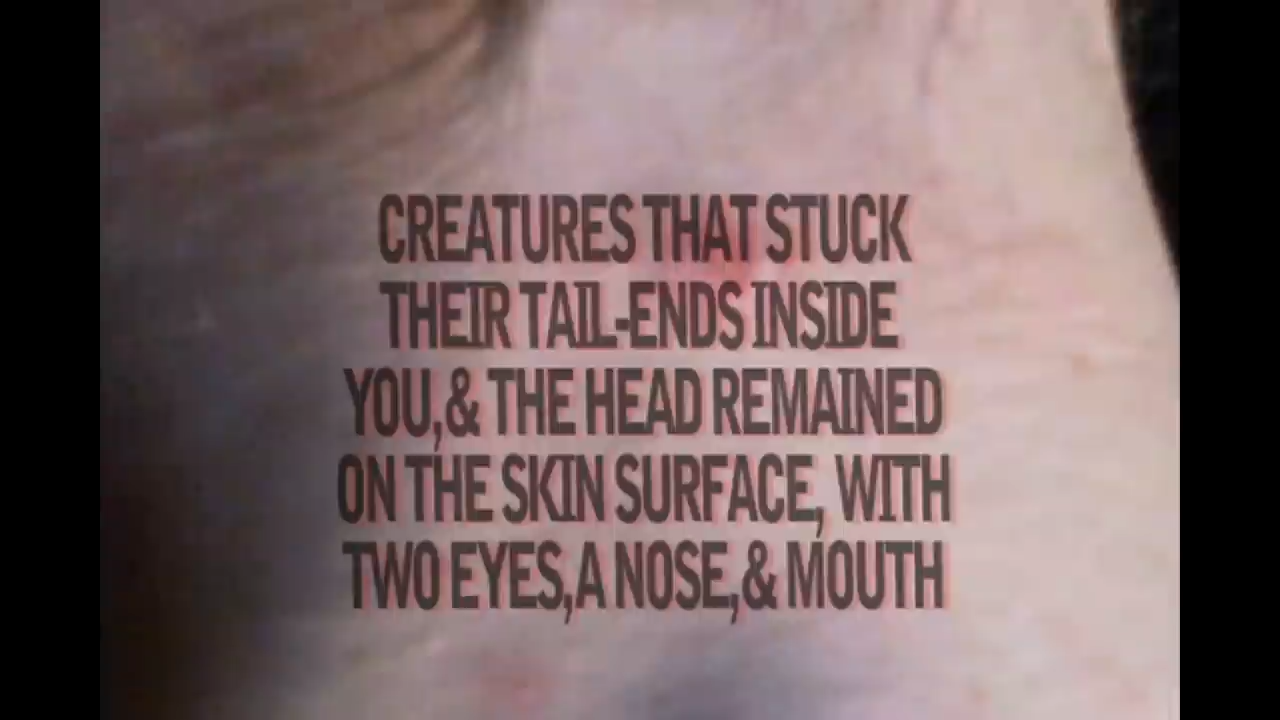 CREATURES THAT STUCK
THEIR TAIL-ENDS INSIDE
YOU,& THE HEAD REMAINED
ON THE SKIN SURFACE, WITH
TWO EYES,A NOSE,& MOUTH